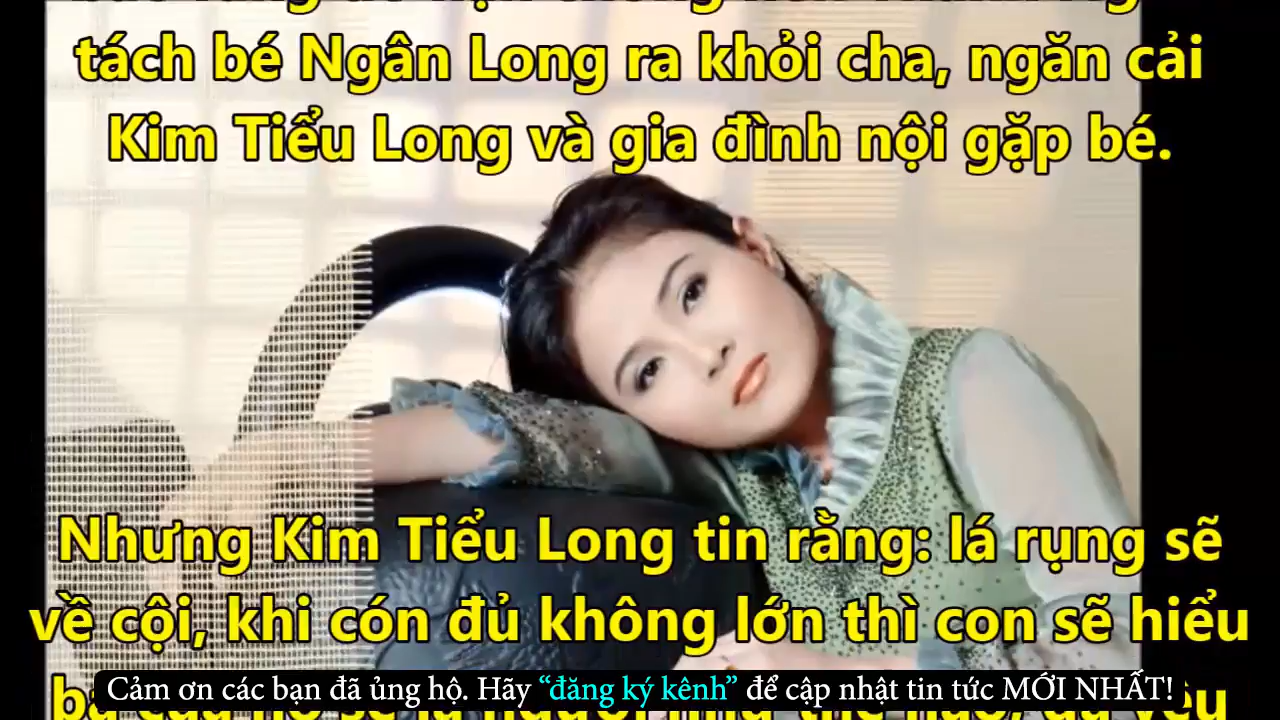 tách bé Ngân Long ra khỏi cha, ngăn cải
Kim Tiểu Long và gia đình nội gặp bé.
Nhưng Kim Tiểu Long tin rằng: lá rụng sẽ
về cội, khi cón đủ không lớn thì con sẽ hiểu
Cảm ơn các bạn đã ủng hộ. Hãy “đăng ký kênh” để cập nhật tin tức MỚI NHẤT!